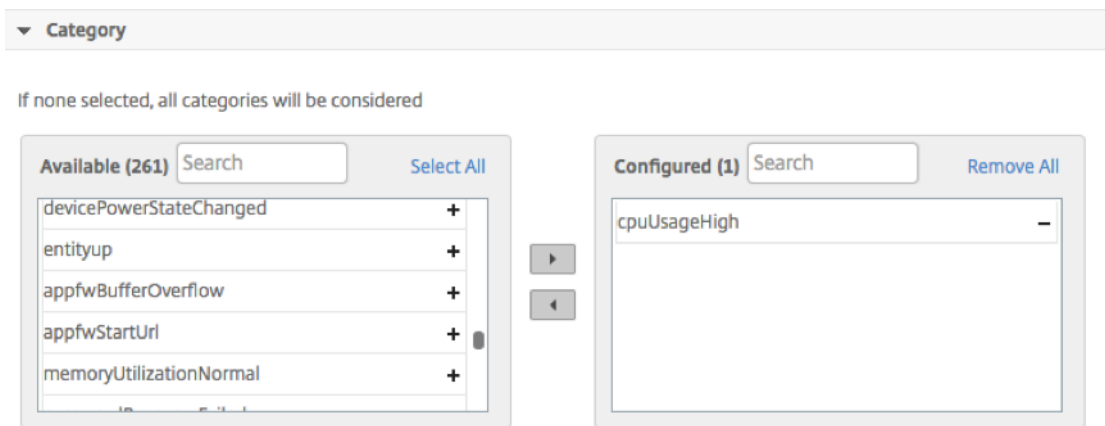 Category
If none selected, all categories will be considered
Available (261) Search Select All
devicePowerStateChanged
entityup
appfwBufferOverflow
appfwStartUrl
memoryUtilizationNormal
Configured (1) Search Remove All
cpuUsageHigh